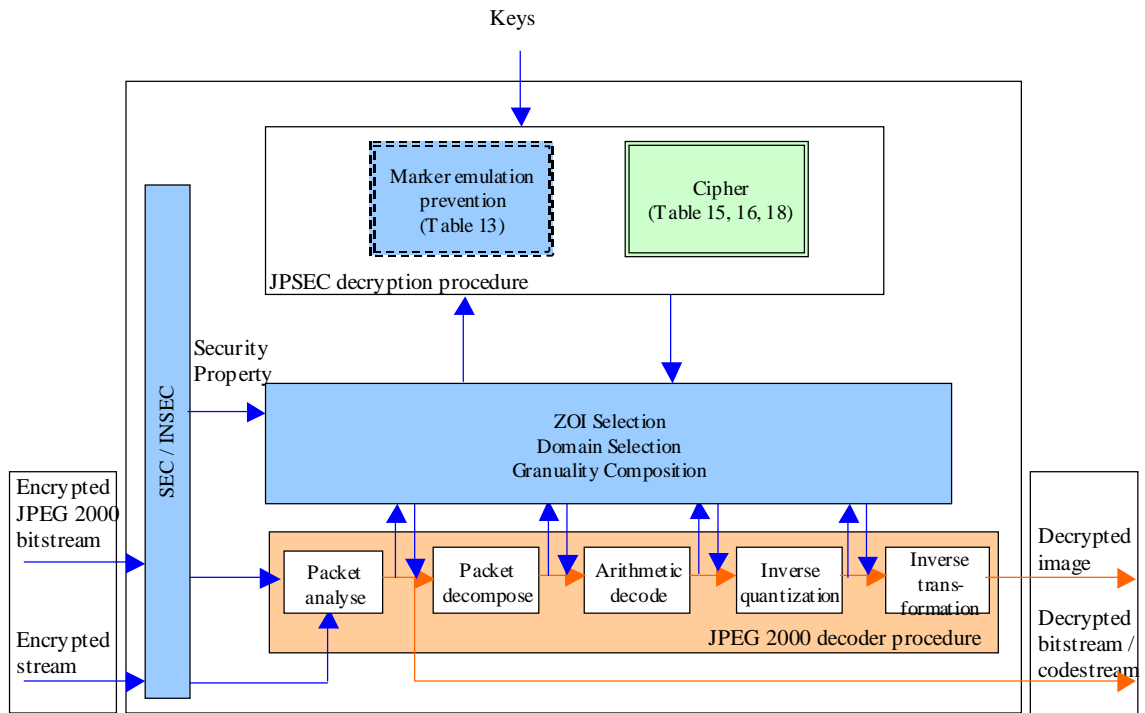 Keys
Marker emulation
prevention
(Table 13)
Cipher
(Table 15, 16, 18)
JPSEC decryption procedure
Security
Property
SEC / INSEC
ZOI Selection
Domain Selection
Granuality Composition
Encrypted
JPEG 2000
bitstream
Encrypted
stream
Packet
analyse
Packet
decompose
Arithmetic
decode
Inverse
quantization
Inverse
trans-
formation
JPEG 2000 decoder procedure
Decrypted
image
Decrypted
bitstream /
codestream